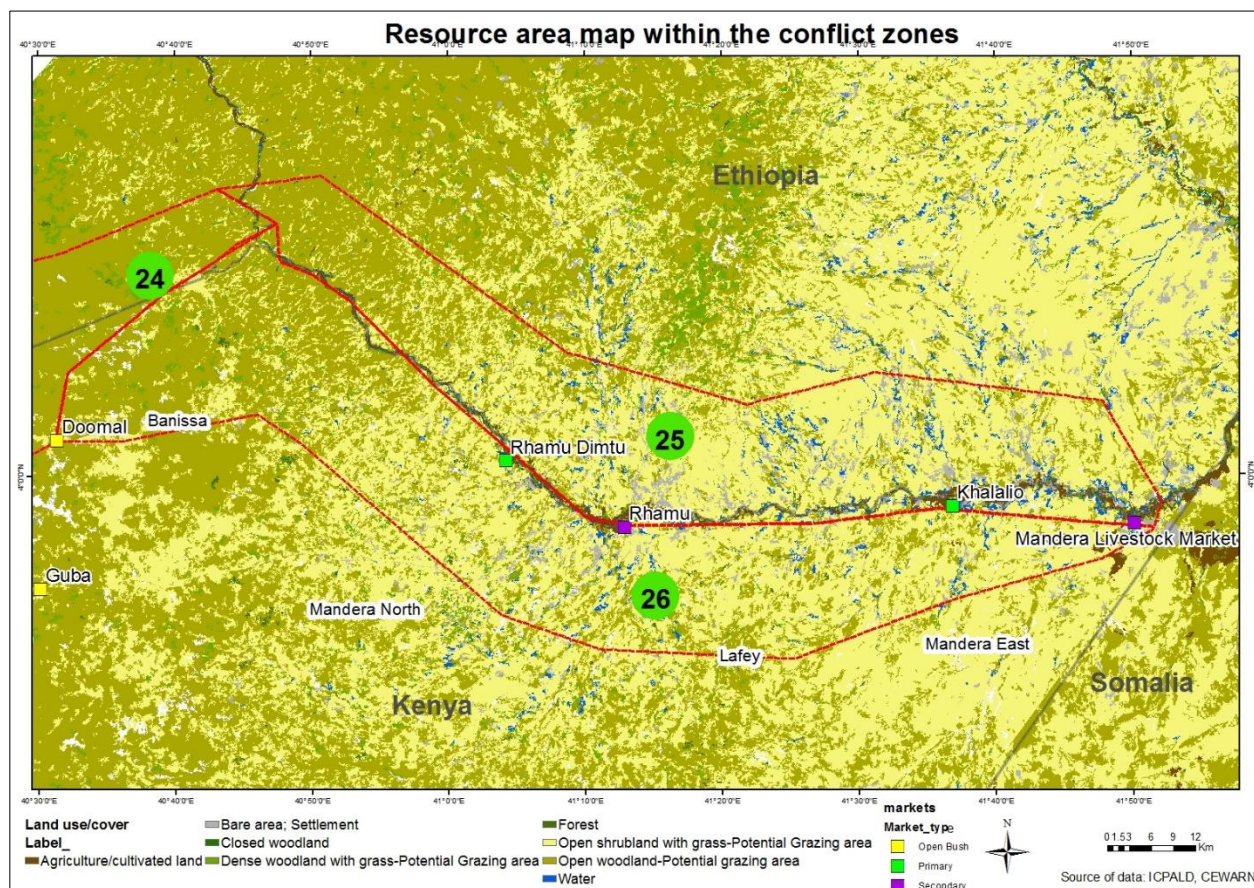 Resource area map within the conflict zones
40°30'0"E 40°40'0"E 40°50'0"E 41°0'0"E 41°10'0"E 41°20'0"E 41°30'0"E 41°40'0"E 41°50'0"E
Ethiopia
24
Banissa
Doomal
25
Rhamu Dimtu
4°0'0"N 4°0'0"N
Khalalio
Rhamu
Mandera Livestock Market
Guba
26
Mandera North
Mandera East
Lafey
Somalia
Kenya
40°30'0"E 40°40'0"E 40°50'0"E 41°0'0"E 41°10'0"E 41°20'0"E 41°30'0"E 41°40'0"E 41°50'0"E
Land use/cover
Label_
Agriculture/cultivated land
Bare area; Settlement
Closed woodland
Dense woodland with grass-Potential Grazing area
Forest
Open shrubland with grass-Potential Grazing area
Open woodland-Potential grazing area
Water
markets
Market_type
Open Bush
Primary
Secondary
N
0 1.5 3 6 9 12
Km
Source of data: ICPALD, CEWARN